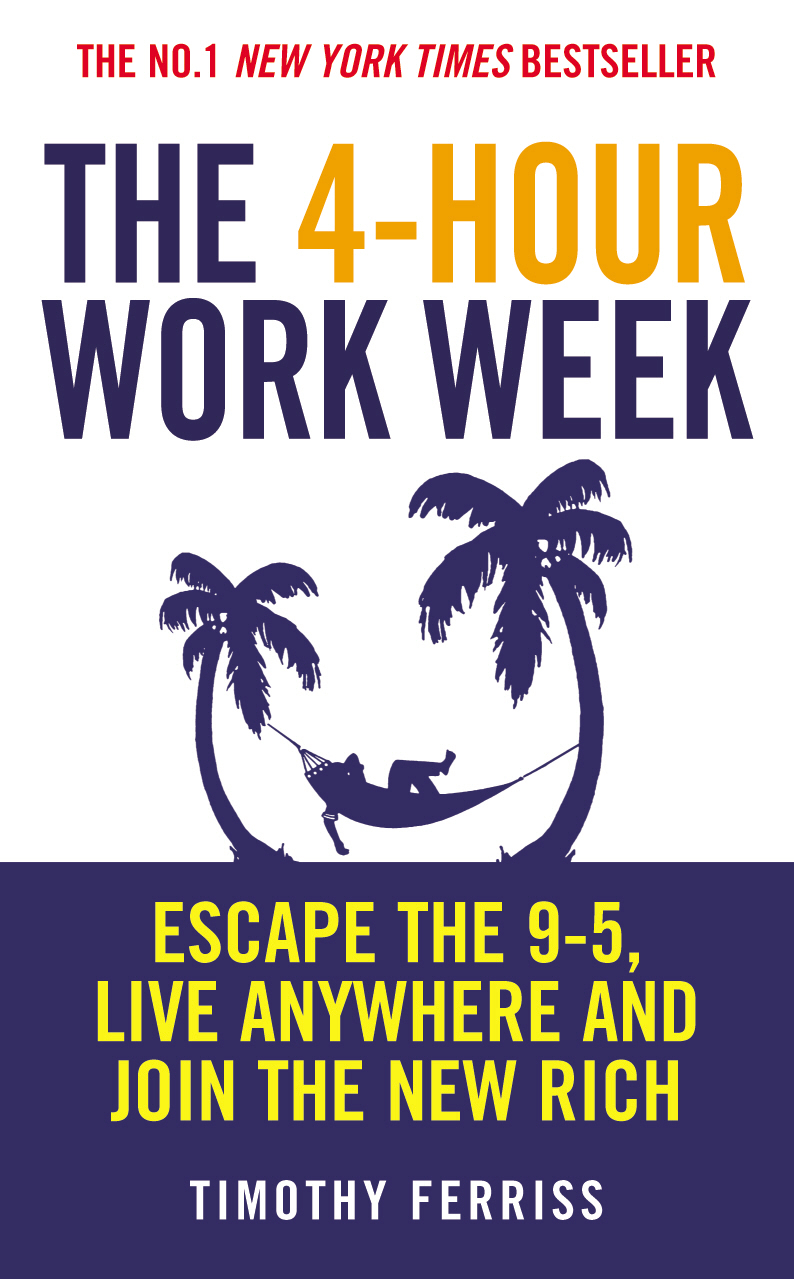 THE NO.1 NEW YORK TIMES BESTSELLER
THE 4-HOUR
WORK WEEK
ESCAPE THE 9-5,
LIVE ANYWHERE AND
JOIN THE NEW RICH
TIMOTHY FERRISS